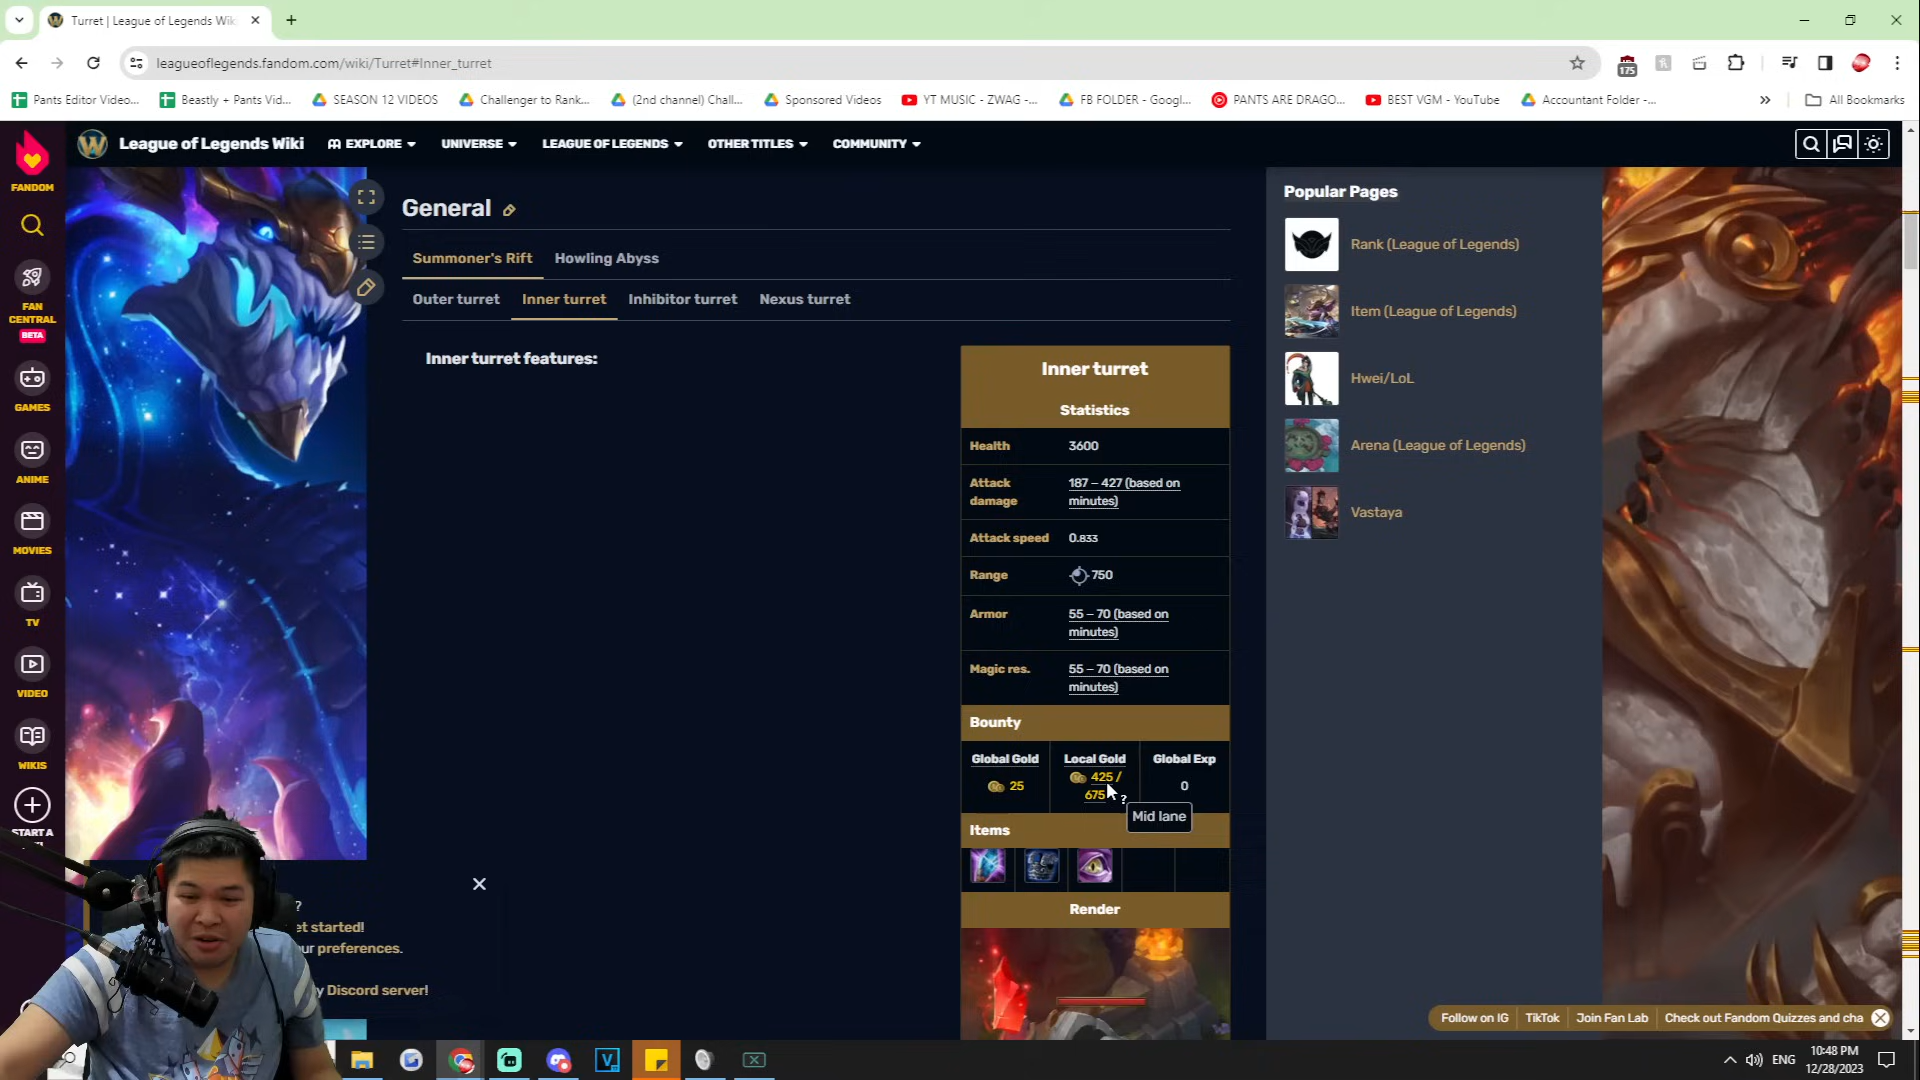 Turret | League of Legends Wik
leagueoflegends.fandom.com/wiki/Turret#Inner_turret
175
Pants Editor Video...
Beastly + Pants Vid...
SEASON 12 VIDEOS
Challenger to Rank...
(2nd channel) Chall...
Sponsored Videos
YT MUSIC - ZWAG -...
FB FOLDER - Googl...
PANTS ARE DRAGO...
BEST VGM - YouTube
Accountant Folder -...
All Bookmarks
League of Legends Wiki
EXPLORE
UNIVERSE
LEAGUE OF LEGENDS
OTHER TITLES
COMMUNITY
FANDOM
FAN
CENTRAL
BETA
GAMES
ANIME
MOVIES
TV
VIDEO
WIKIS
START A
General
Summoner's Rift
Howling Abyss
Outer turret
Inner turret
Inhibitor turret
Nexus turret
Inner turret features:
Inner turret
Statistics
Health
3600
Attack
damage
187 – 427 (based on
minutes)
Attack speed
0.833
Range
750
Armor
55 – 70 (based on
minutes)
Magic res.
55 – 70 (based on
minutes)
Bounty
Global Gold
Local Gold
Global Exp
25
425 /
675
0
Mid lane
Items
Render
Popular Pages
Rank (League of Legends)
Item (League of Legends)
Hwei/LoL
Arena (League of Legends)
Vastaya
?
et started!
ur preferences.
y Discord server!
Follow on IG
TikTok
Join Fan Lab
Check out Fandom Quizzes and cha
ENG
10:48 PM
12/28/2023